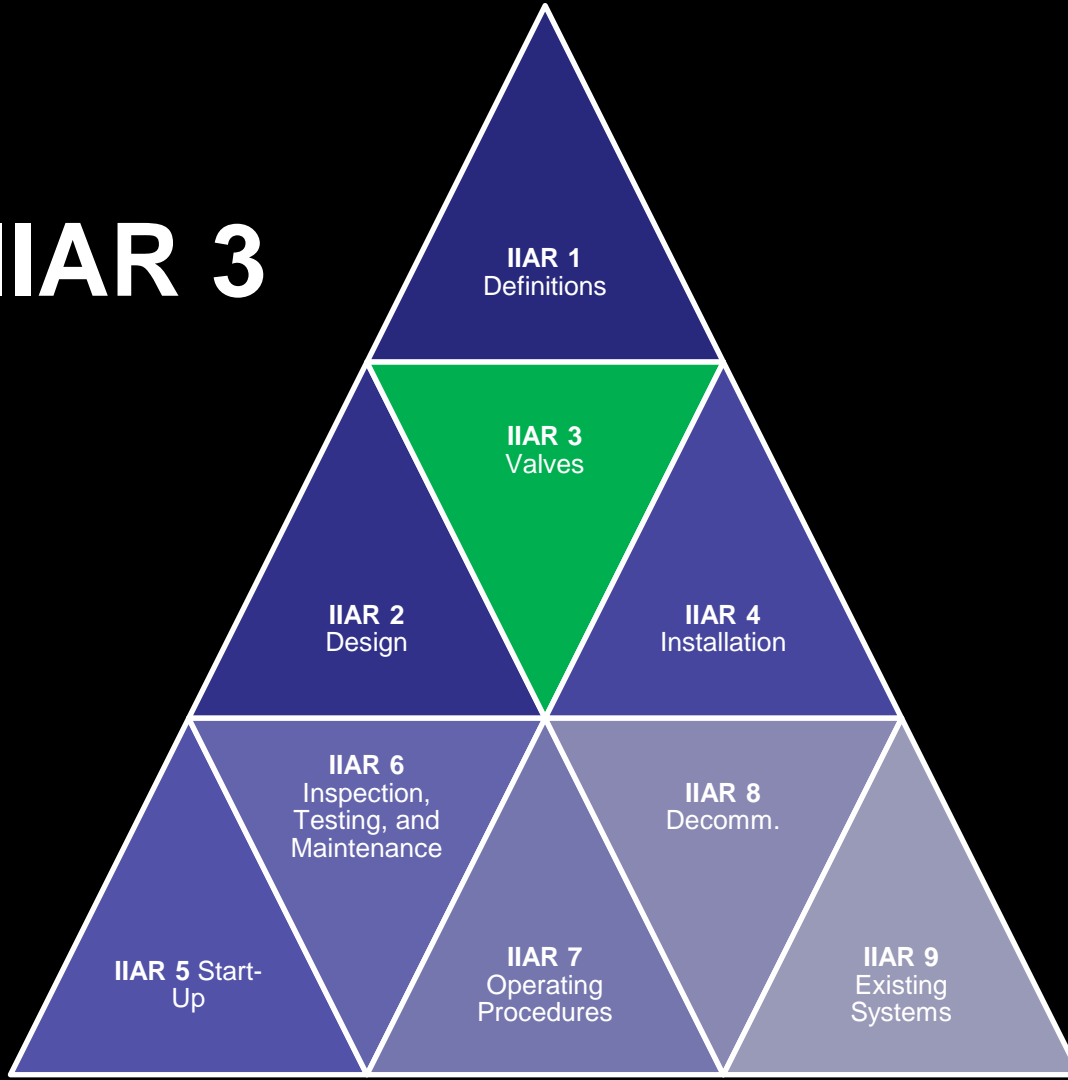 IIAR 3
IIAR 1
Definitions
IIAR 3
Valves
IIAR 2
Design
IIAR 4
Installation
IIAR 6
Inspection,
Testing, and
Maintenance
IIAR 8
Decomm.
IIAR 5 Start-
Up
IIAR 7
Operating
Procedures
IIAR 9
Existing
Systems